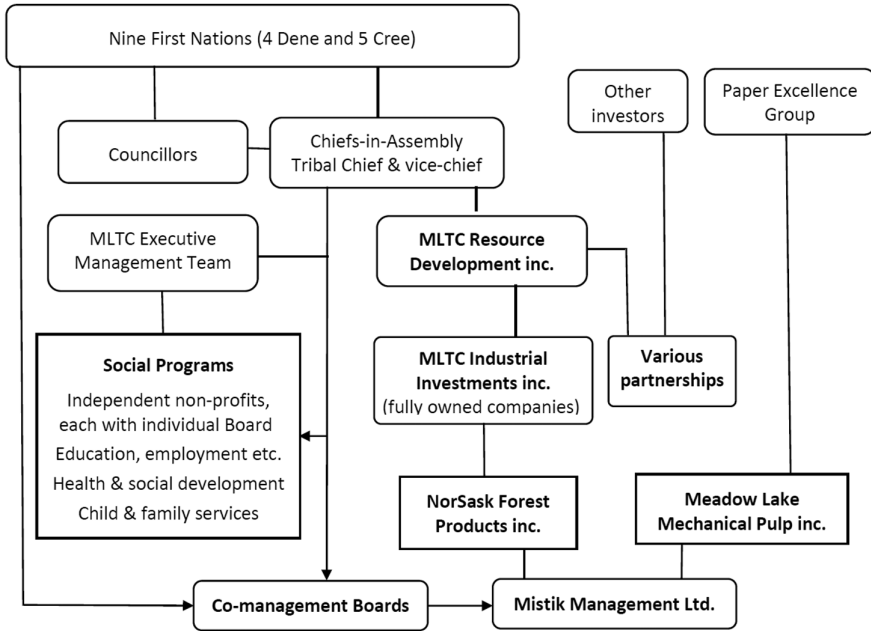 Nine First Nations (4 Dene and 5 Cree)
Other
investors
Paper Excellence
Group
Councillors
Chiefs-in-Assembly
Tribal Chief & vice-chief
MLTC Executive
Management Team
MLTC Resource
Development inc.
Social Programs
Independent non-profits,
each with individual Board
Education, employment etc.
Health & social development
Child & family services
MLTC Industrial
Investments inc.
(fully owned companies)
Various
partnerships
NorSask Forest
Products inc.
Meadow Lake
Mechanical Pulp inc.
Co-management Boards
Mistik Management Ltd.